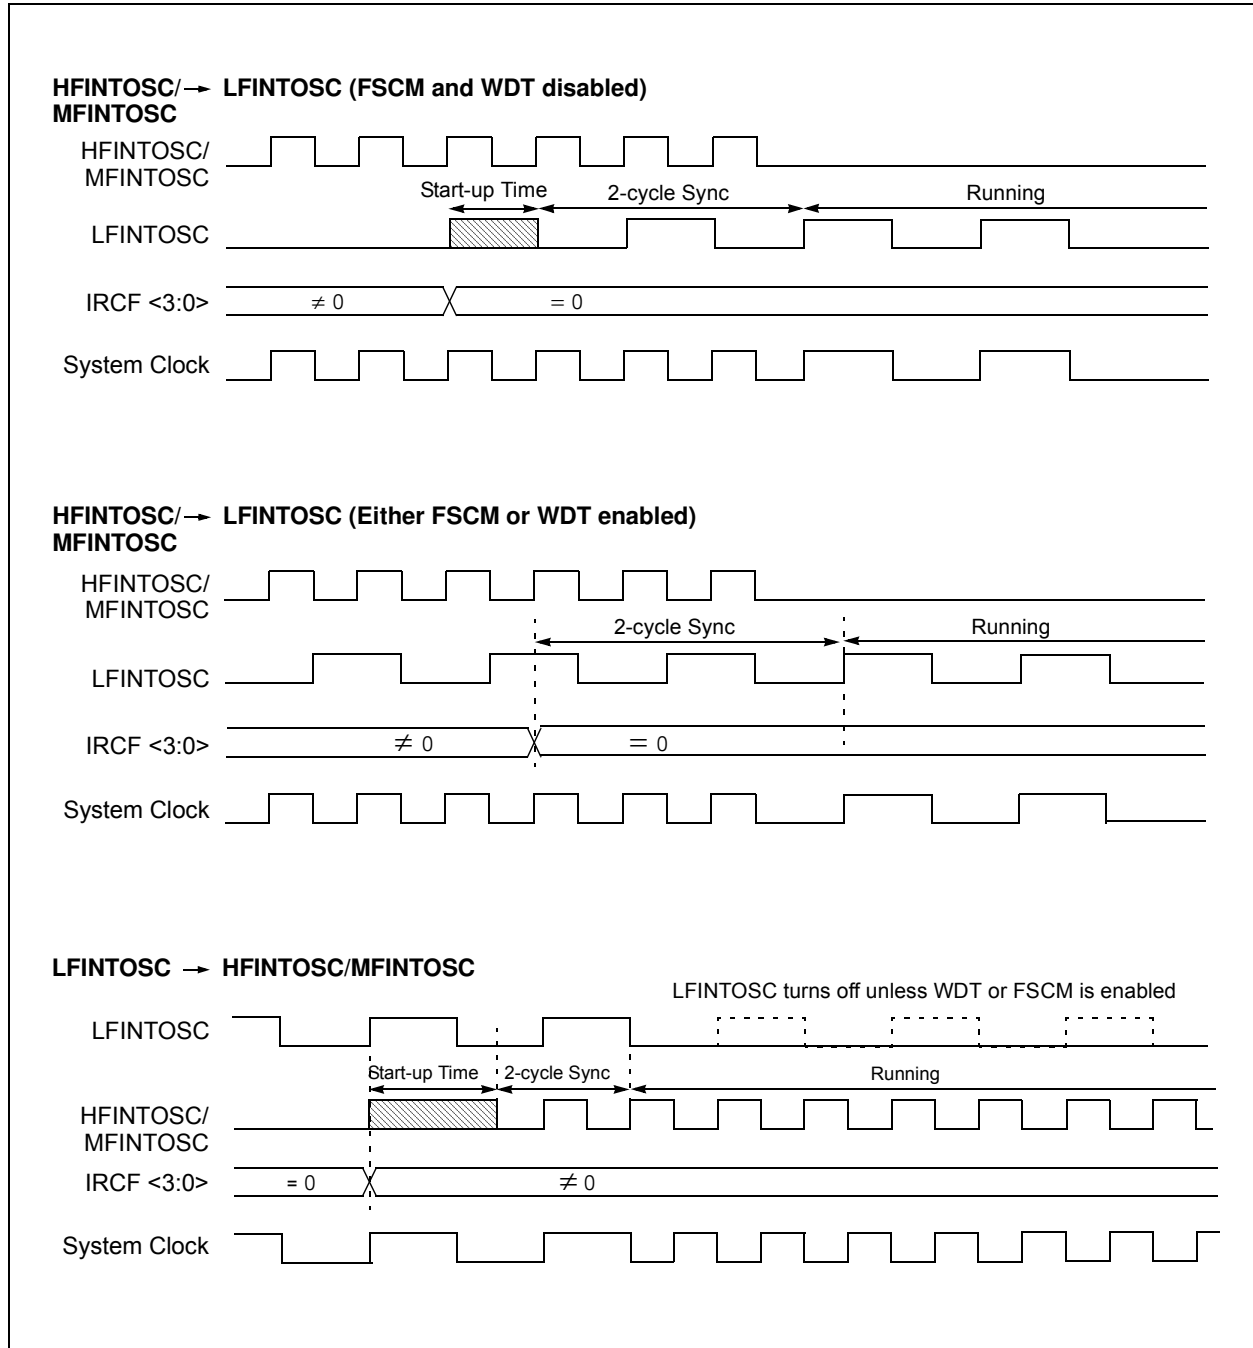 HFINTOSC/→ LFINTOSC (FSCM and WDT disabled)
MFINTOSC
HFINTOSC/
MFINTOSC
Start-up Time 2-cycle Sync Running
LFINTOSC
IRCF <3:0> ≠ 0 = 0
System Clock
HFINTOSC/→ LFINTOSC (Either FSCM or WDT enabled)
MFINTOSC
HFINTOSC/
MFINTOSC
2-cycle Sync Running
LFINTOSC
IRCF <3:0> ≠ 0 = 0
System Clock
LFINTOSC → HFINTOSC/MFINTOSC
LFINTOSC turns off unless WDT or FSCM is enabled
LFINTOSC
Start-up Time 2-cycle Sync Running
HFINTOSC/
MFINTOSC
IRCF <3:0> = 0 ≠ 0
System Clock